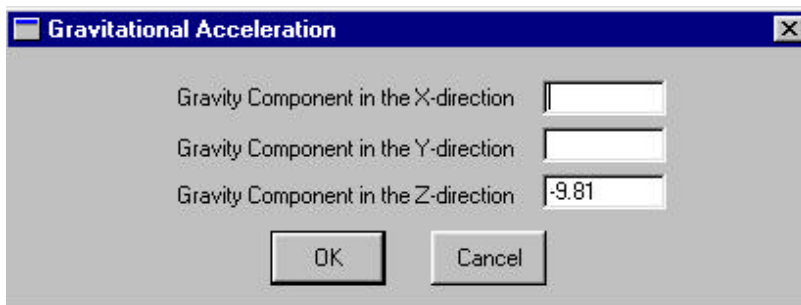 Gravitational Acceleration
Gravity Component in the X-direction
Gravity Component in the Y-direction
Gravity Component in the Z-direction -9.81
OK Cancel